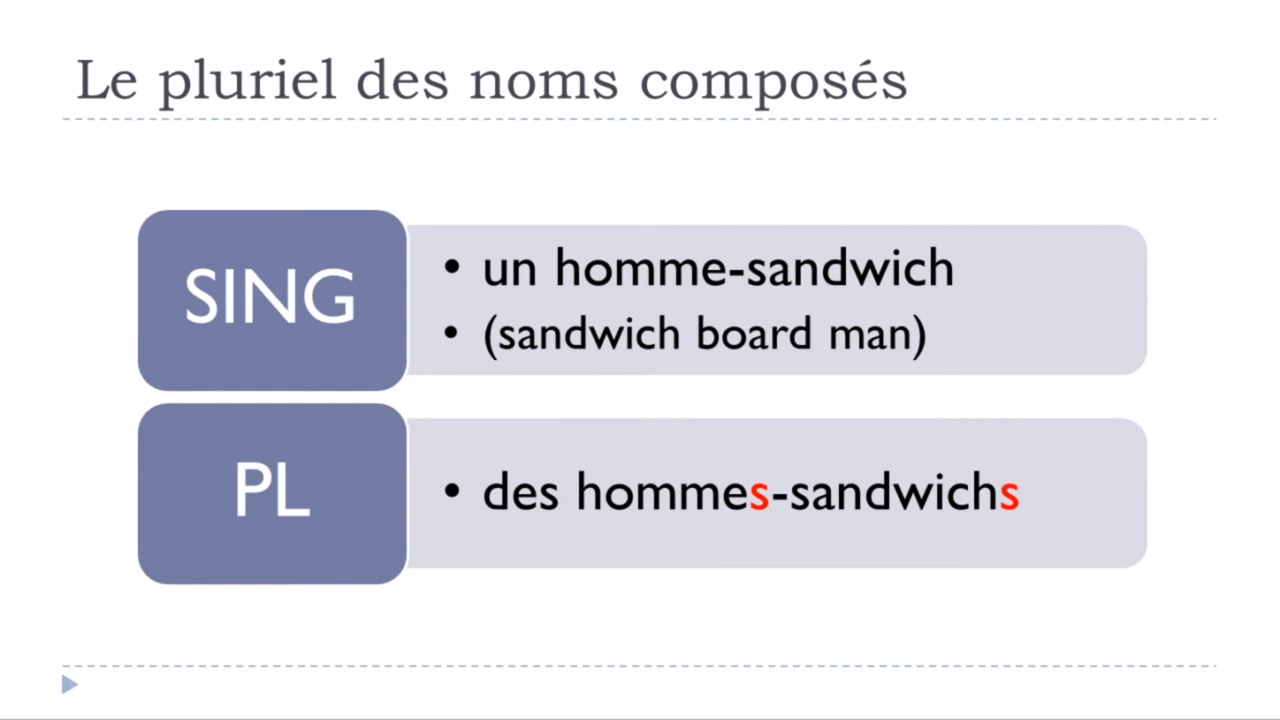 Le pluriel des noms composés
SING
• un homme-sandwich
• (sandwich board man)
PL
• des hommes-sandwichs